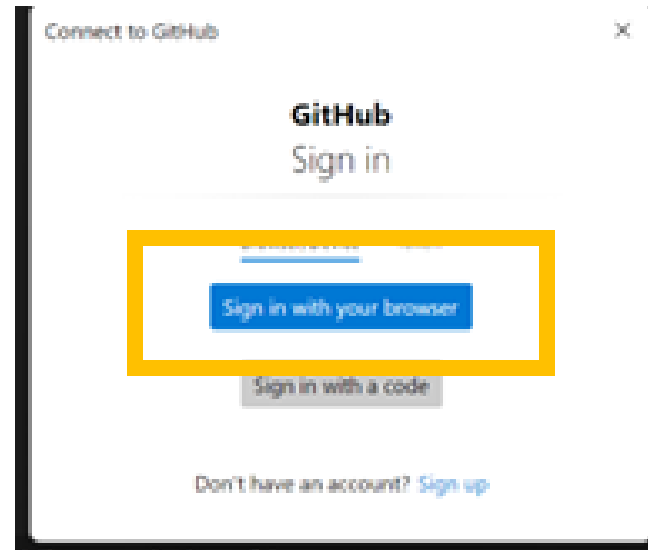 Connect to GitHub
GitHub
Sign in
Sign in with your browser
Sign in with a code
Don't have an account? Sign up